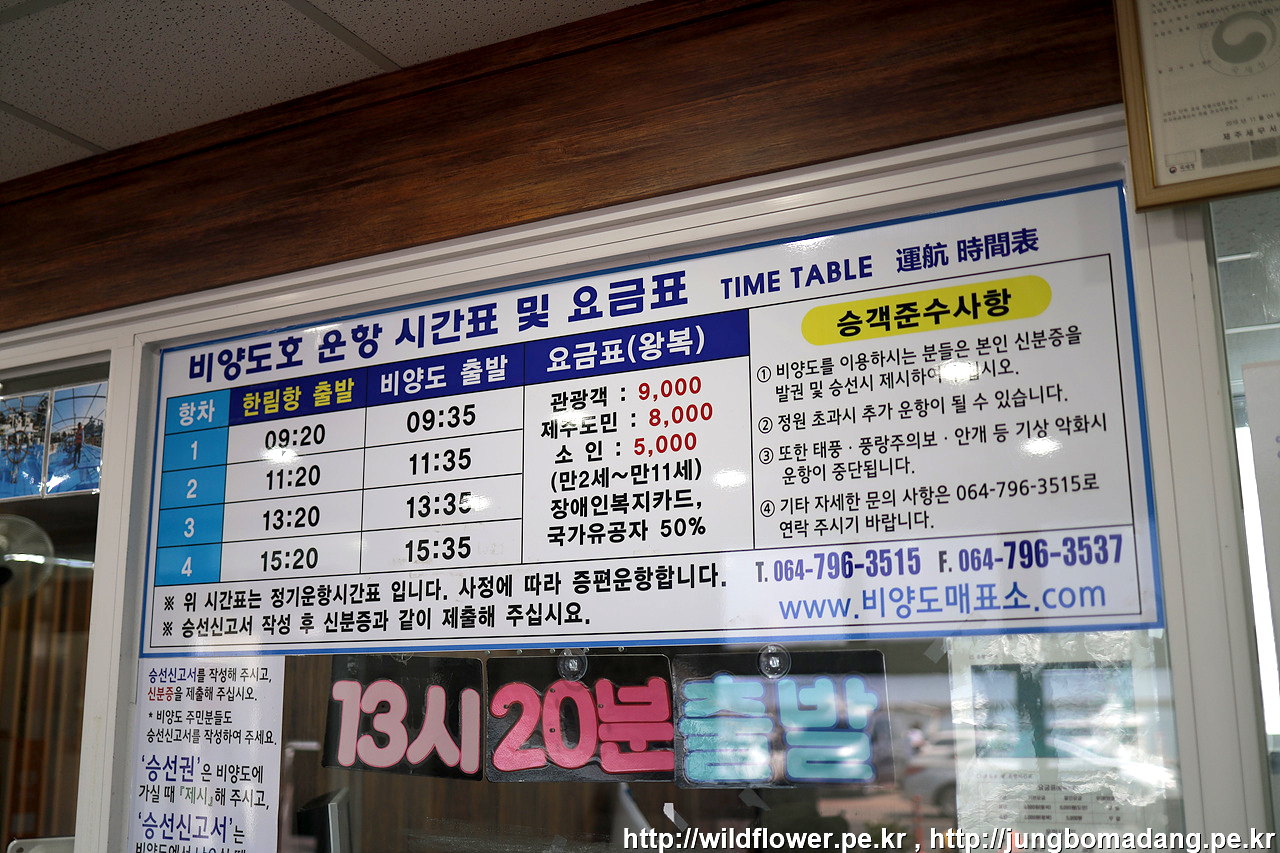 비양도호 운항 시간표 및 요금표 TIME TABLE 運航 時間表
항차 한림항 출발 비양도 출발 요금표(왕복)
1 09:20 09:35
2 11:20 11:35
3 13:20 13:35
4 15:20 15:35
관광객 : 9,000
제주도민 : 8,000
소 인 : 5,000
(만2세~만11세)
장애인복지카드,
국가유공자 50%
승객준수사항
① 비양도를 이용하시는 분들은 본인 신분증을
발권 및 승선시 제시하여 주십시오.
② 정원 초과시 추가 운항이 될 수 있습니다.
③ 또한 태풍·풍랑주의보·안개 등 기상 악화시
운항이 중단됩니다.
④ 기타 자세한 문의 사항은 064-796-3515로
연락 주시기 바랍니다.
※ 위 시간표는 정기운항시간표 입니다. 사정에 따라 증편운항합니다.
※ 승선신고서 작성 후 신분증과 같이 제출해 주십시요.
T. 064-796-3515 F. 064-796-3537
www.비양도매표소.com
승선신고서를 작성해 주시고,
신분증을 제출해 주십시오.
* 비양도 주민분들도
승선신고서를 작성하여 주세요.
'승선권'은 비양도에
가실 때 『제시』해 주시고,
'승선신고서'는
13시 20분 출발
http://wildflower.pe.kr , http://jungbomadang.pe.kr